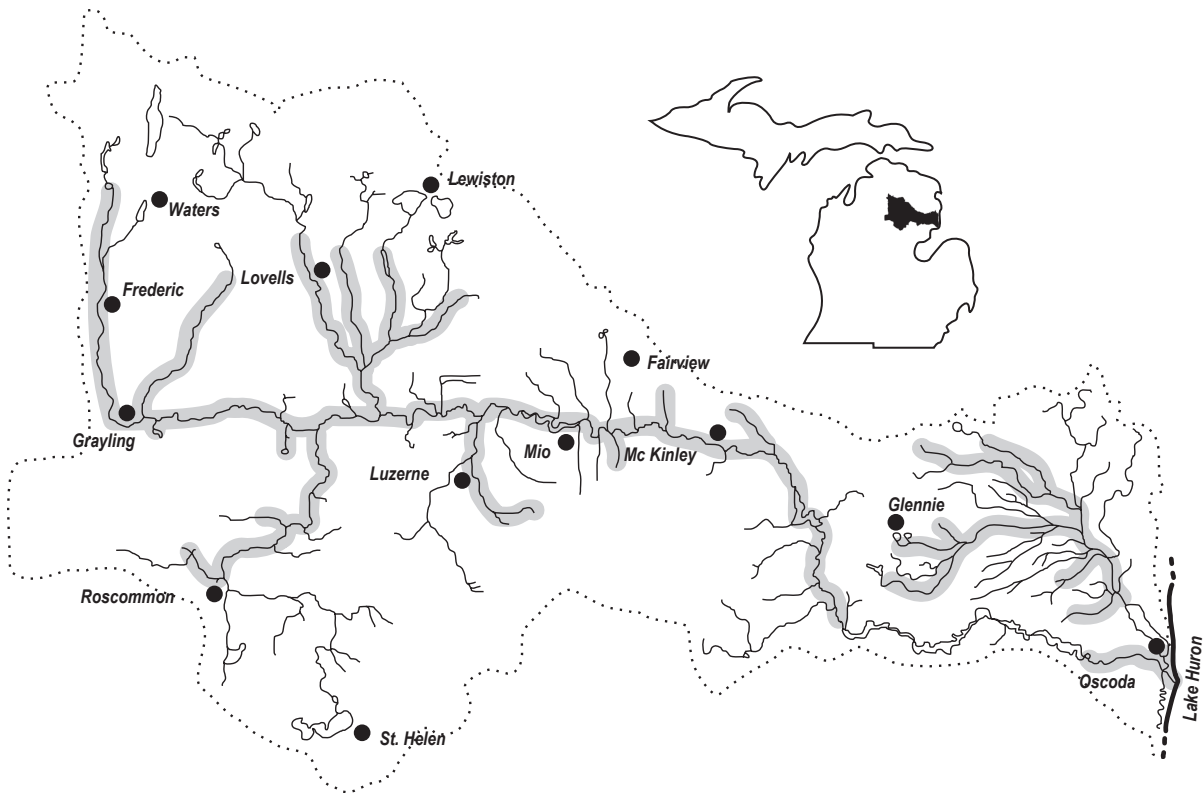 Lewiston
Waters
Lovells
Frederic
Fairview
Grayling
Mio
Mc Kinley
Luzerne
Glennie
Roscommon
Oscoda
Lake Huron
St. Helen